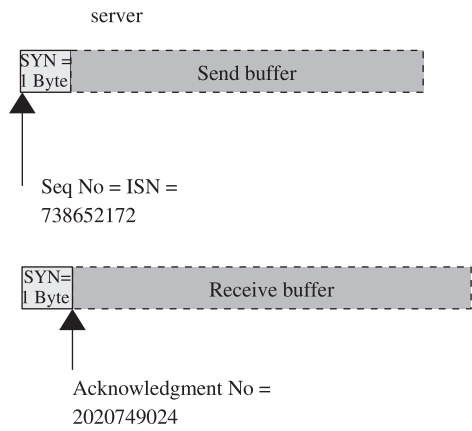 server
SYN =
1 Byte
Send buffer
Seq No = ISN =
738652172
SYN=
1 Byte
Receive buffer
Acknowledgment No =
2020749024